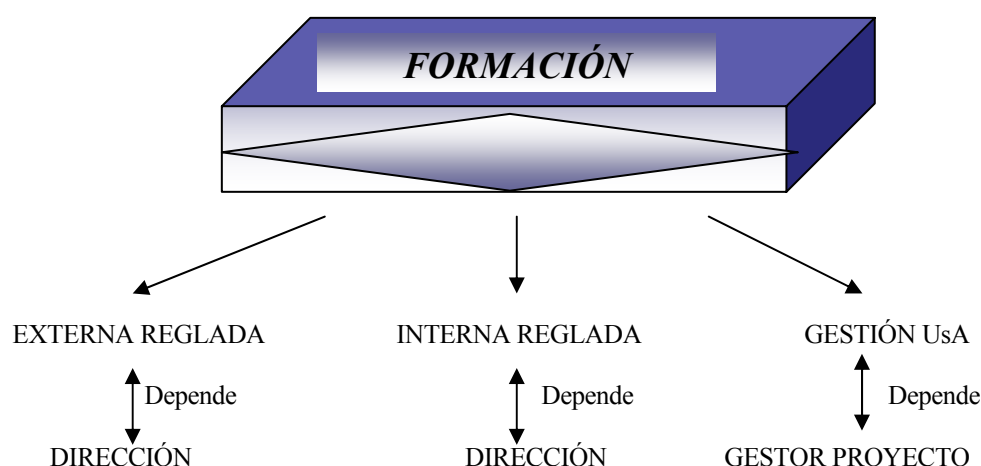 FORMACIÓN
EXTERNA REGLADA INTERNA REGLADA GESTIÓN UsA
Depende Depende Depende
DIRECCIÓN DIRECCIÓN GESTOR PROYECTO